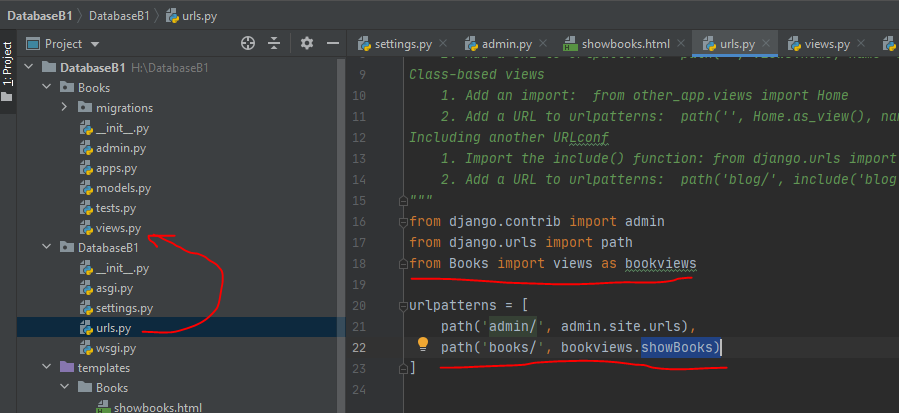 DatabaseB1 DatabaseB1 urls.py
1: Project
Project
DatabaseB1 H:\DatabaseB1
Books
migrations
__init__.py
admin.py
apps.py
models.py
tests.py
views.py
DatabaseB1
__init__.py
asgi.py
settings.py
urls.py
wsgi.py
templates
Books
showbooks.html
settings.py admin.py showbooks.html urls.py views.py
9 Class-based views
10 1. Add an import:  from other_app.views import Home
11 2. Add a URL to urlpatterns:  path('', Home.as_view(), nam
12 Including another URLconf
13 1. Import the include() function: from django.urls import
14 2. Add a URL to urlpatterns:  path('blog/', include('blog
15 """
16 from django.contrib import admin
17 from django.urls import path
18 from Books import views as bookviews
19
20 urlpatterns = [
21 path('admin/', admin.site.urls),
22 path('books/', bookviews.showBooks)
23 ]
24